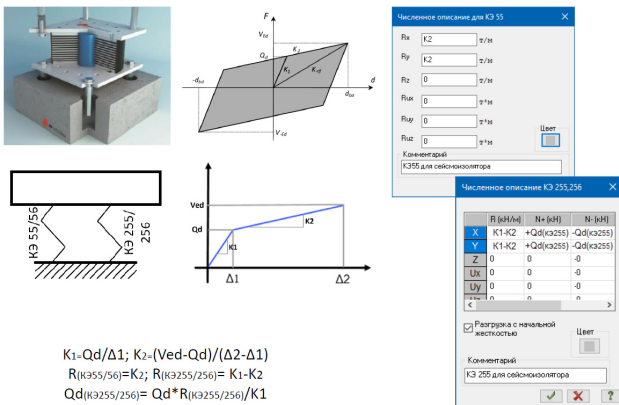 F
V_Ed
Q_d
K_2
K_1
K_eff
-d_bd
d
d_bd
V-Ed
КЭ 55/56
КЭ 255/
256
Ved
Qd
K2
K1
Δ1
Δ2
K1=Qd/Δ1; K2=(Ved-Qd)/(Δ2-Δ1)
R(КЭ55/56)=K2; R(КЭ255/256)= K1-K2
Qd(КЭ255/256)= Qd*R(КЭ255/256)/K1
Численное описание для КЭ 55
Rx K2 т/м
Ry K2 т/м
Rz 0 т/м
Rux 0 т*м
Ruy 0 т*м
Ruz 0 т*м
Цвет
Комментарий
КЭ55 для сейсмоизолятора
Численное описание КЭ 255,256
R (кН/м) N+ (кН) N- (кН)
X K1-K2 +Qd(кэ255) -Qd(кэ255)
Y K1-K2 +Qd(кэ255) -Qd(кэ255)
Z 0 0 -0
Ux 0 0 -0
Uy 0 0 -0
Разгрузка с начальной
жесткостью
Цвет
Комментарий
КЭ 255 для сейсмоизолятора